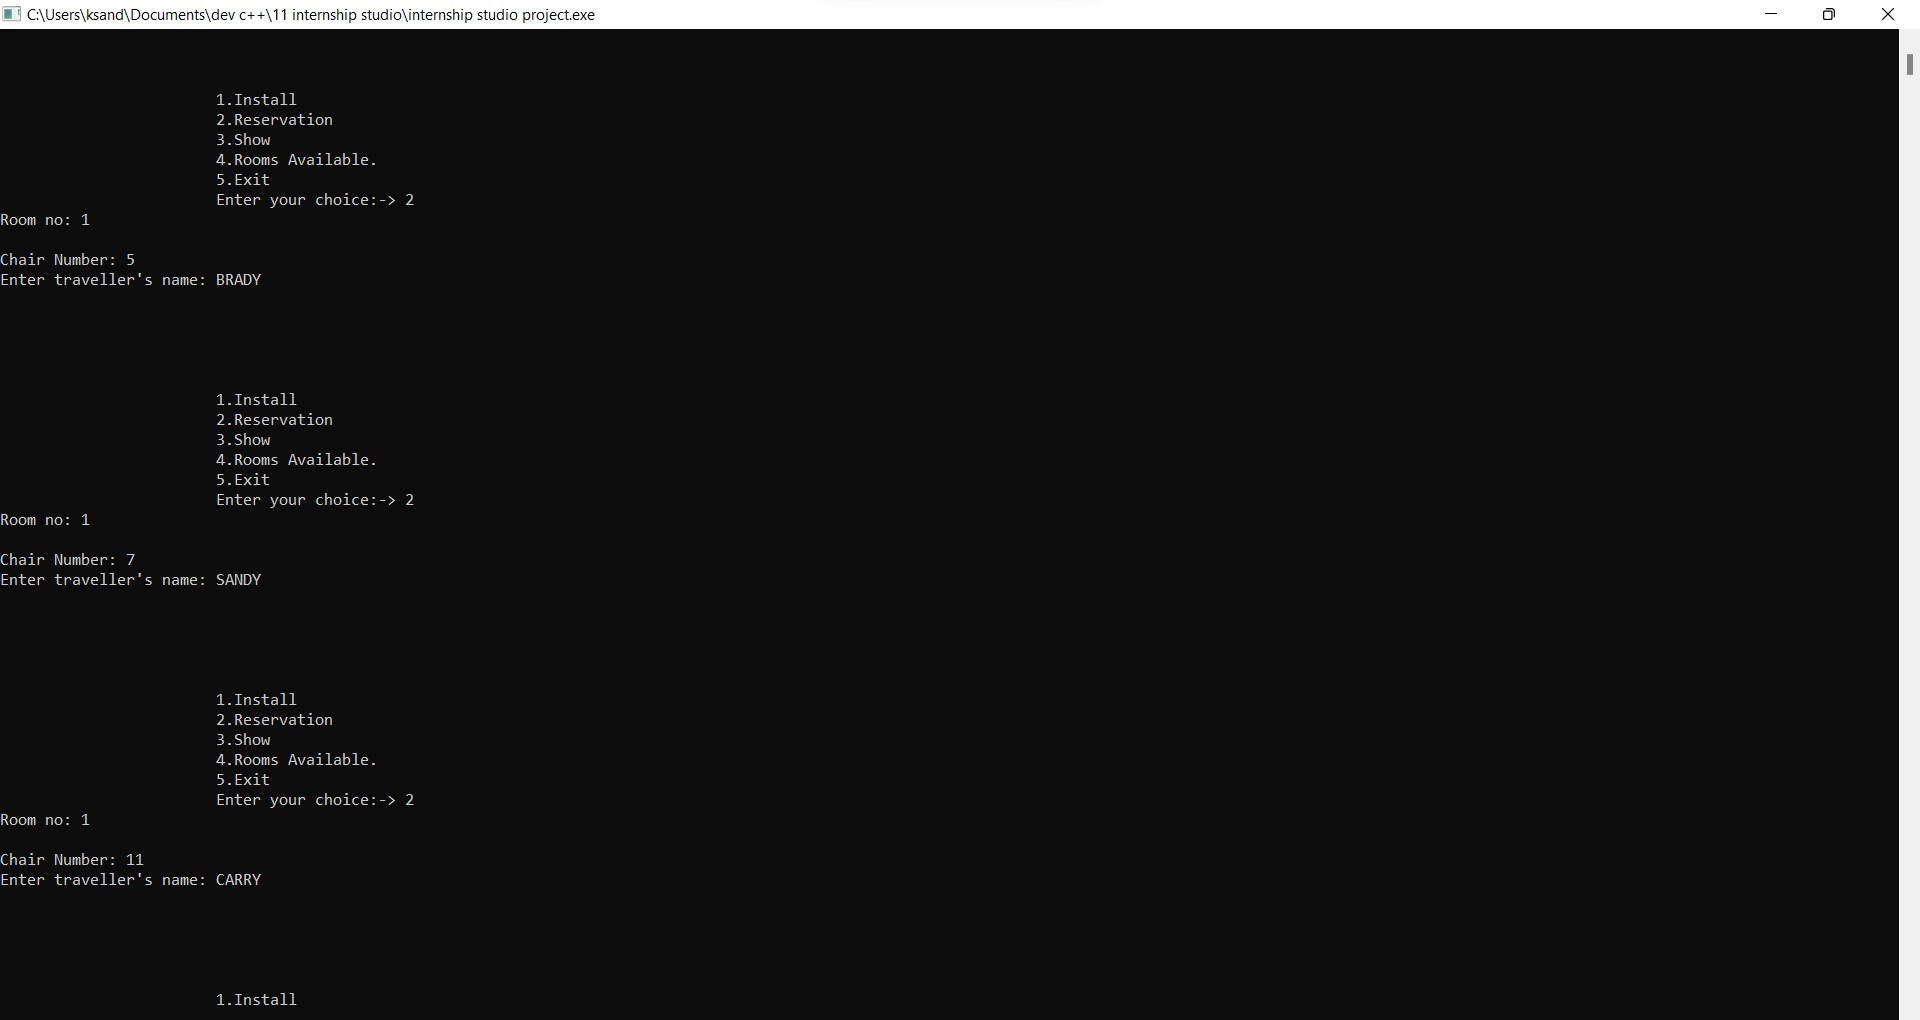 C:\Users\ksand\Documents\dev c++\11 internship studio\internship studio project.exe
1.Install
2.Reservation
3.Show
4.Rooms Available.
5.Exit
Enter your choice:-> 2
Room no: 1
Chair Number: 5
Enter traveller's name: BRADY
1.Install
2.Reservation
3.Show
4.Rooms Available.
5.Exit
Enter your choice:-> 2
Room no: 1
Chair Number: 7
Enter traveller's name: SANDY
1.Install
2.Reservation
3.Show
4.Rooms Available.
5.Exit
Enter your choice:-> 2
Room no: 1
Chair Number: 11
Enter traveller's name: CARRY
1.Install